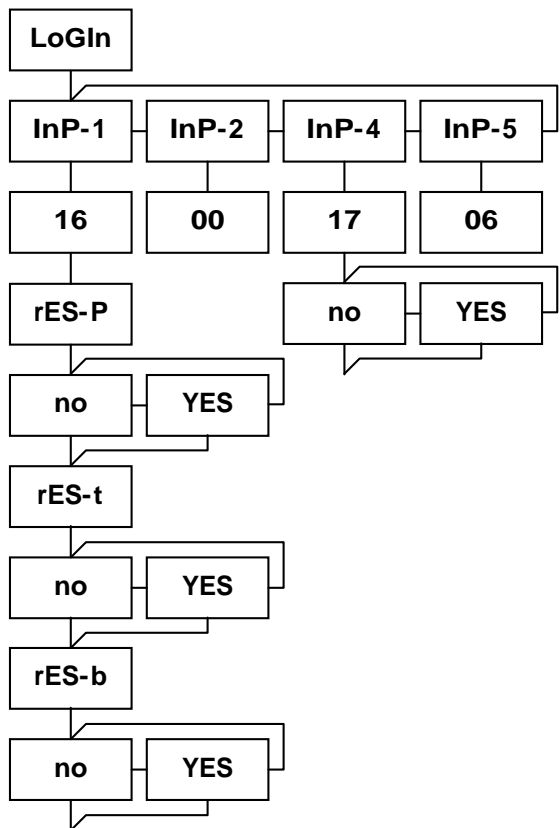 LoGIn
InP-1 InP-2 InP-4 InP-5
16 00 17 06
rES-P no YES
no YES
rES-t
no YES
rES-b
no YES